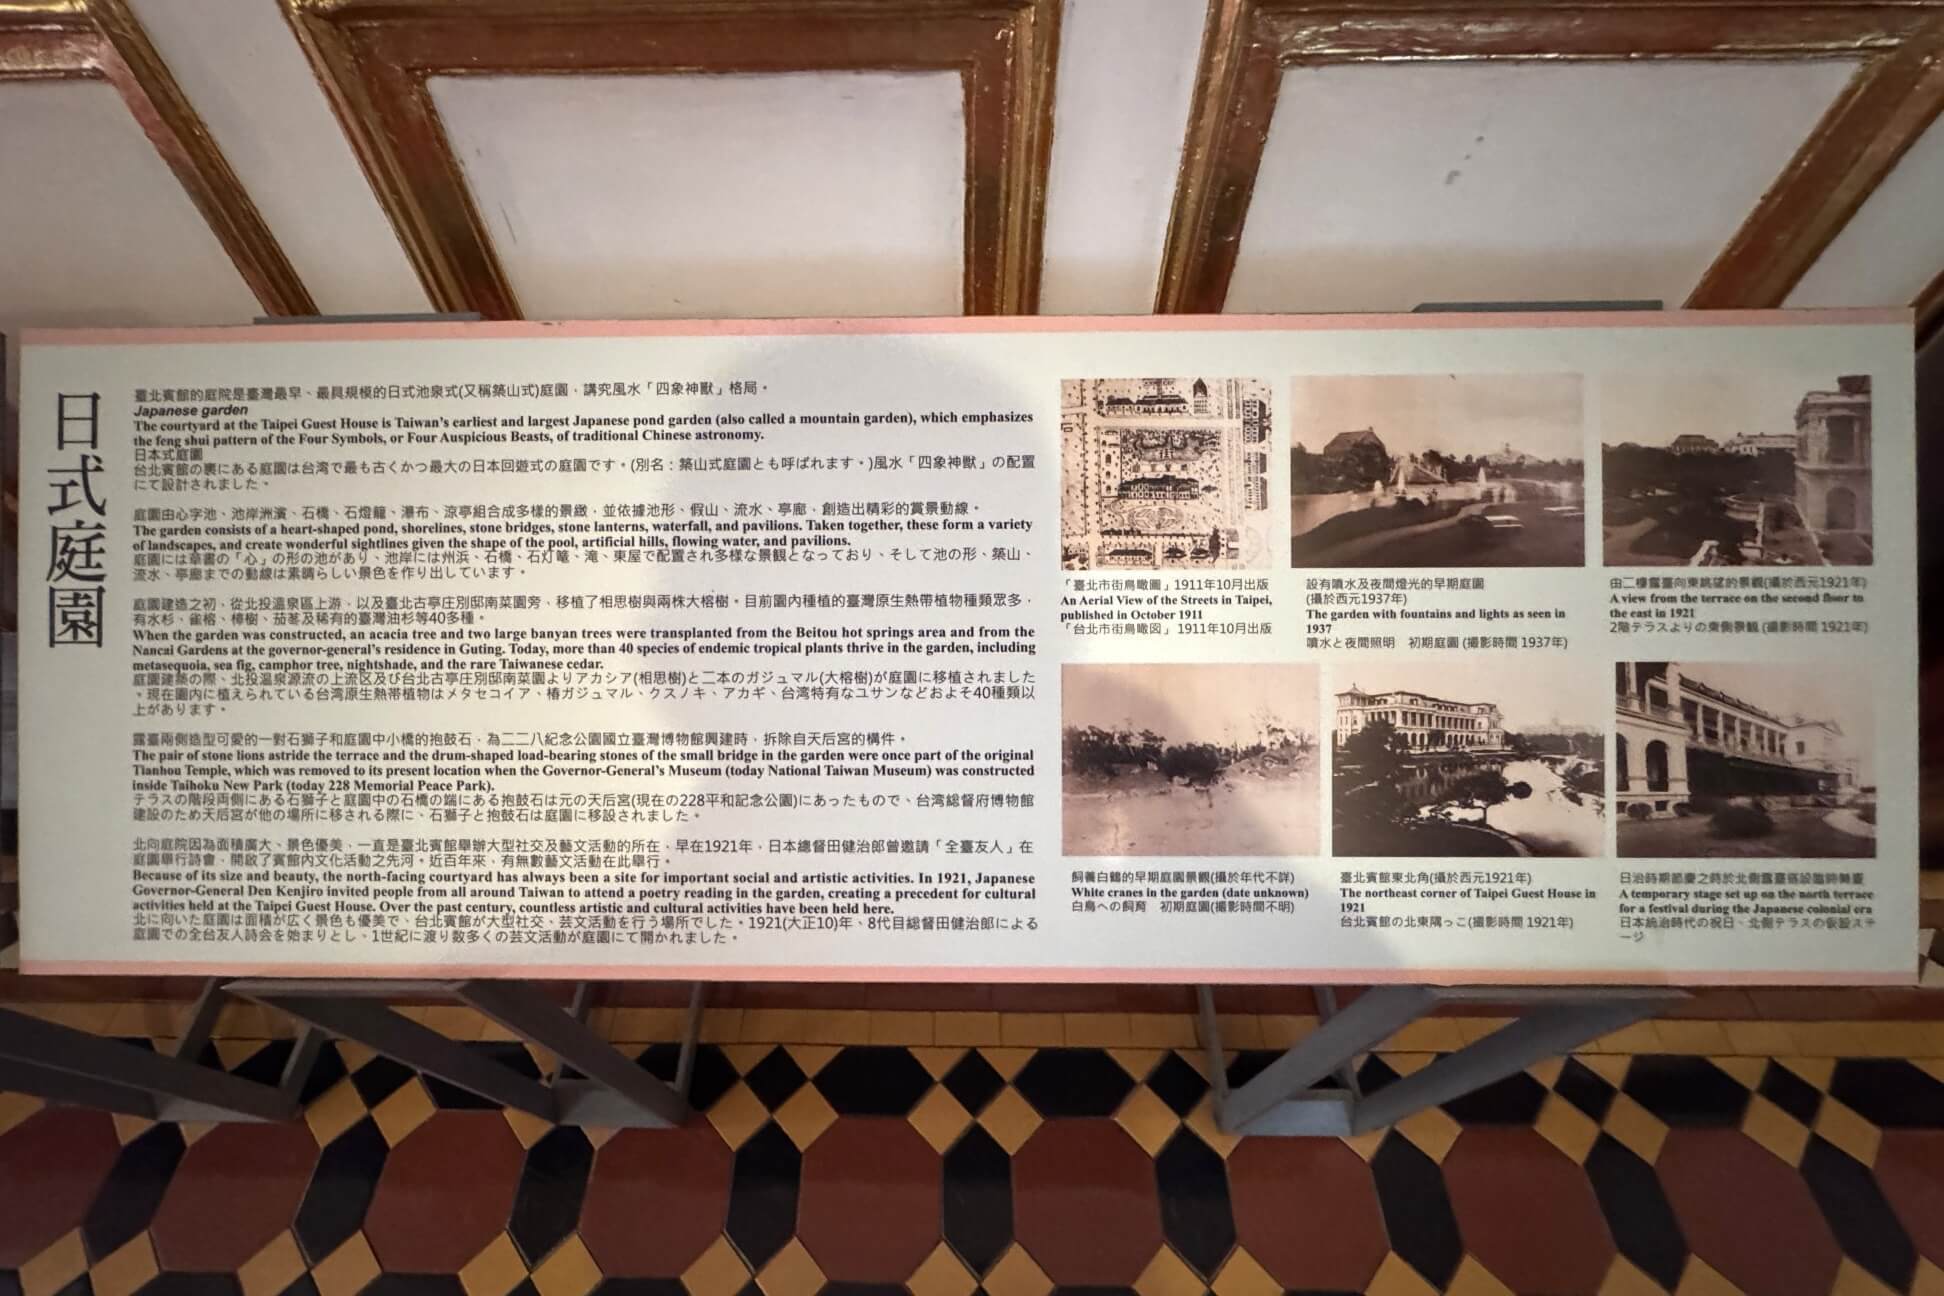 日式庭園
臺北賓館的庭院是臺灣最早、最具規模的日式池泉式(又稱築山式)庭園，講究風水「四象神獸」格局。
Japanese garden
The courtyard at the Taipei Guest House is Taiwan's earliest and largest Japanese pond garden (also called a mountain garden), which emphasizes
the feng shui pattern of the Four Symbols, or Four Auspicious Beasts, of traditional Chinese astronomy.
日本式庭園
台北賓館の裏にある庭園は台湾で最も古くかつ最大の日本回遊式の庭園です。(別名：築山式庭園とも呼ばれます。)風水「四象神獸」の配置
にて設計されました、
庭園由心字池、池岸洲濱、石橋、石燈籠、瀑布、涼亭組合成多樣的景緻，並依據池形、假山、流水、亭廊，創造出精彩的賞景動線。
The garden consists of a heart-shaped pond, shorelines, stone bridges, stone lanterns, waterfall, and pavilions. Taken together, these form a variety
of landscapes, and create wonderful sightlines given the shape of the pool, artificial hills, flowing water, and pavilions.
庭園には草書の「心」の形の池があり、池岸には州浜、石橋、石灯篭、滝、東屋で配置され多様な景観となっており、そして池の形、築山、
流水、亭廊までの動線は素晴らしい景色を作り出しています。
庭園建造之初，從北投溫泉區上游，以及臺北古亭庄別邸南菜園旁，移植了相思樹與兩株大榕樹。目前園內種植的臺灣原生熱帶植物種類眾多，
有水杉、雀榕、樟樹、茄苳及稀有的臺灣油杉等40多種。
When the garden was constructed, an acacia tree and two large banyan trees were transplanted from the Beitou hot springs area and from the
Nancai Gardens at the governor-general's residence in Guting. Today, more than 40 species of endemic tropical plants thrive in the garden, including
metasequoia, sea fig, camphor tree, nightshade, and the rare Taiwanese cedar.
庭園建築の際、北投温泉源流の上流区及び台北古亭庄別邸南菜園よりアカシア(相思樹)と二本のガジュマル(大榕樹)が庭園に移植されました
。現在園内に植えられている台湾原生熱帯植物はメタセコイア、椿ガジュマル、クスノキ、アカギ、台湾特有なユサンなどおよそ40種類以
上があります。
露臺兩側造型可愛的一對石獅子和庭園中小橋的抱鼓石，為二二八紀念公園國立臺灣博物館興建時，拆除自天后宮的構件。
The pair of stone lions astride the terrace and the drum-shaped load-bearing stones of the small bridge in the garden were once part of the original
Tianhou Temple, which was removed to its present location when the Governor-General's Museum (today National Taiwan Museum) was constructed
inside Taihoku New Park (today 228 Memorial Peace Park).
テラスの階段両側にある石獅子と庭園中の石橋の端にある抱鼓石は元の天后宮(現在の228平和記念公園)にあったもので、台湾総督府博物館
建設のため天后宮が他の場所に移される際に、石獅子と抱鼓石は庭園に移設されました。
北向庭院因為面積廣大、景色優美，一直是臺北賓館舉辦大型社交及藝文活動的所在，早在1921年，日本總督田健治郎曾邀請「全臺友人」在
庭園舉行詩會，開啟了賓館內文化活動之先河。近百年來，有無數藝文活動在此舉行。
Because of its size and beauty, the north-facing courtyard has always been a site for important social and artistic activities. In 1921, Japanese
Governor-General Den Kenjiro invited people from all around Taiwan to attend a poetry reading in the garden, creating a precedent for cultural
activities held at the Taipei Guest House. Over the past century, countless artistic and cultural activities have been held here.
北に向いた庭園は面積が広く景色も優美で、台北賓館が大型社交、芸文活動を行う場所でした。1921(大正10)年、8代目総督田健治郎による
庭園での全台友人詩会を始まりとし、1世紀に渡り数多くの芸文活動が庭園にて開かれました。
「臺北市街鳥瞰圖」1911年10月出版
An Aerial View of the Streets in Taipei,
published in October 1911
「台北市街鳥瞰図」1911年10月出版
設有噴水及夜間燈光的早期庭園
(攝於西元1937年)
The garden with fountains and lights as seen in
1937
噴水と夜間照明　初期庭園 (撮影時間 1937年)
由二樓露臺向東眺望的景觀(攝於西元1921年)
A view from the terrace on the second floor to
the east in 1921
2階テラスよりの東側景観 (撮影時間 1921年)
飼養白鶴的早期庭園景觀(攝於年代不詳)
White cranes in the garden (date unknown)
白鳥への飼育　初期庭園(撮影時間不明)
臺北賓館東北角(攝於西元1921年)
The northeast corner of Taipei Guest House in
1921
台北賓館の北東隅っこ(撮影時間 1921年)
日治時期節慶之時於北側露臺區設臨時舞臺
A temporary stage set up on the north terrace
for a festival during the Japanese colonial era
日本統治時代の祝日、北側テラスの仮設ステ
ージ